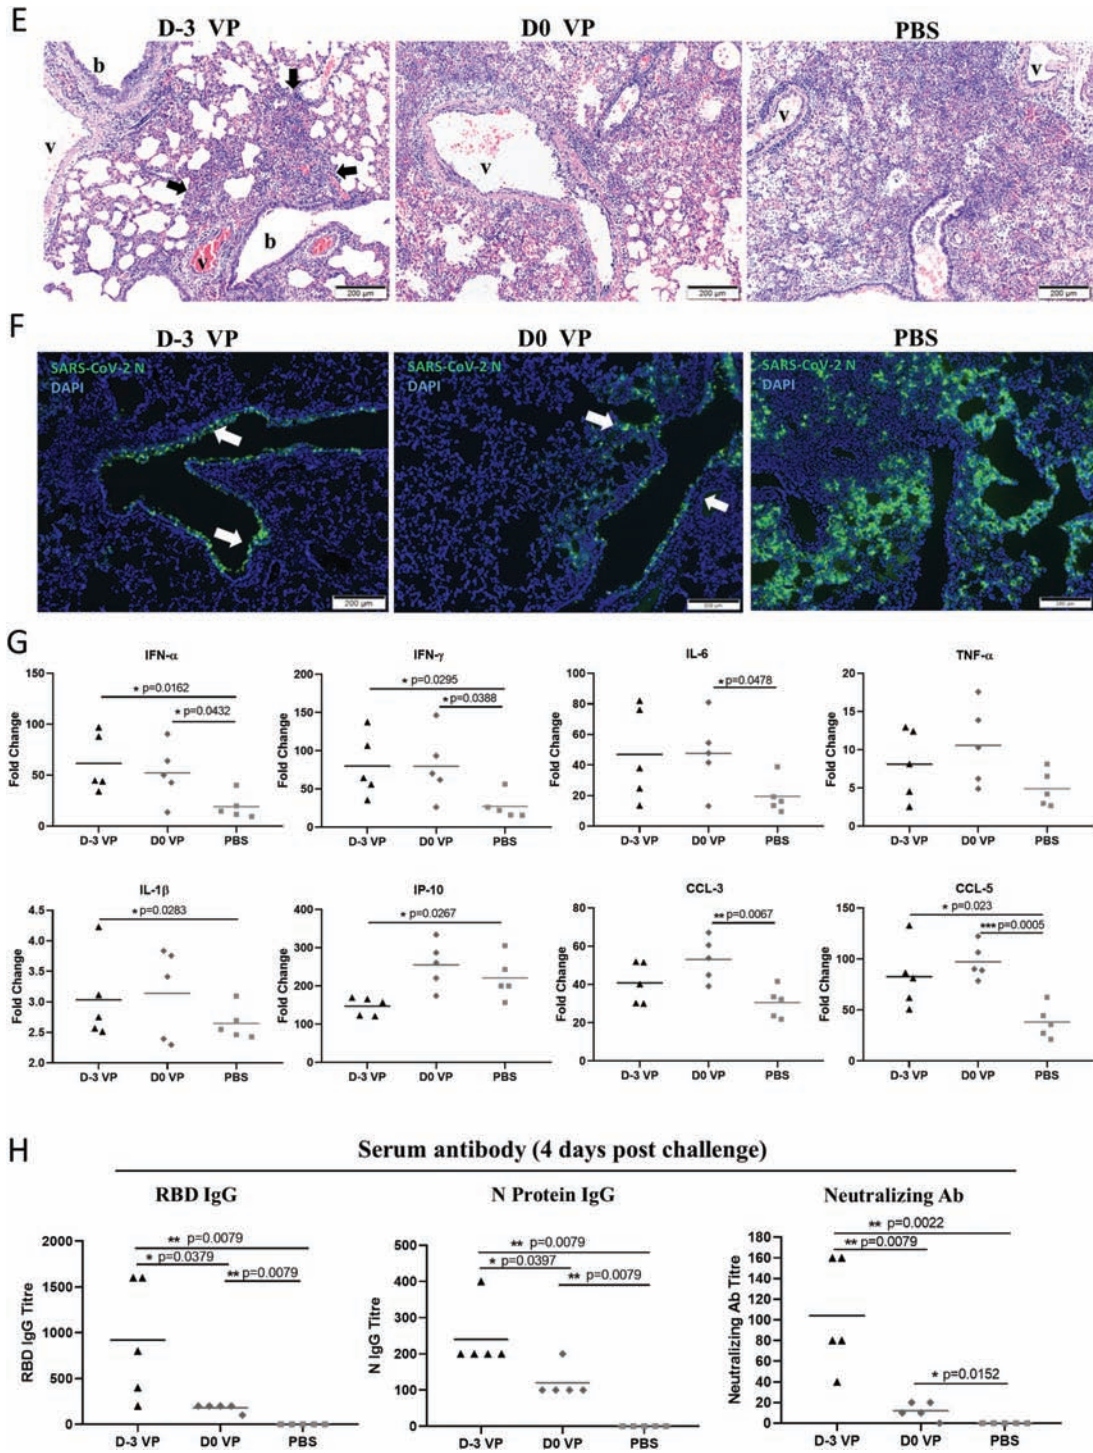 E
D-3 VP D0 VP PBS
b v v b v v v
200 µm 200 µm 200 µm
F
D-3 VP D0 VP PBS
SARS-CoV-2 N SARS-CoV-2 N SARS-CoV-2 N
DAPI DAPI DAPI
200 µm 200 µm 200 µm
G
IFN-α
Fold Change
150
100
50
0
* p=0.0162
* p=0.0432
D-3 VP D0 VP PBS
IFN-γ
Fold Change
200
150
100
50
0
* p=0.0295
* p=0.0388
D-3 VP D0 VP PBS
IL-6
Fold Change
100
80
60
40
20
0
* p=0.0478
D-3 VP D0 VP PBS
TNF-α
Fold Change
20
15
10
5
0
D-3 VP D0 VP PBS
IL-1β
Fold Change
4.5
4.0
3.5
3.0
2.5
2.0
* p=0.0283
D-3 VP D0 VP PBS
IP-10
Fold Change
400
300
200
100
0
* p=0.0267
D-3 VP D0 VP PBS
CCL-3
Fold Change
80
60
40
20
0
** p=0.0067
D-3 VP D0 VP PBS
CCL-5
Fold Change
150
100
50
0
* p=0.023
*** p=0.0005
D-3 VP D0 VP PBS
H
Serum antibody (4 days post challenge)
RBD IgG
RBD IgG Titre
2000
1500
1000
500
0
** p=0.0079
* p=0.0379
** p=0.0079
D-3 VP D0 VP PBS
N Protein IgG
N IgG Titre
500
400
300
200
100
0
** p=0.0079
* p=0.0397
** p=0.0079
D-3 VP D0 VP PBS
Neutralizing Ab
Neutralizing Ab Titre
180
160
140
120
100
80
60
40
20
0
** p=0.0022
** p=0.0079
* p=0.0152
D-3 VP D0 VP PBS